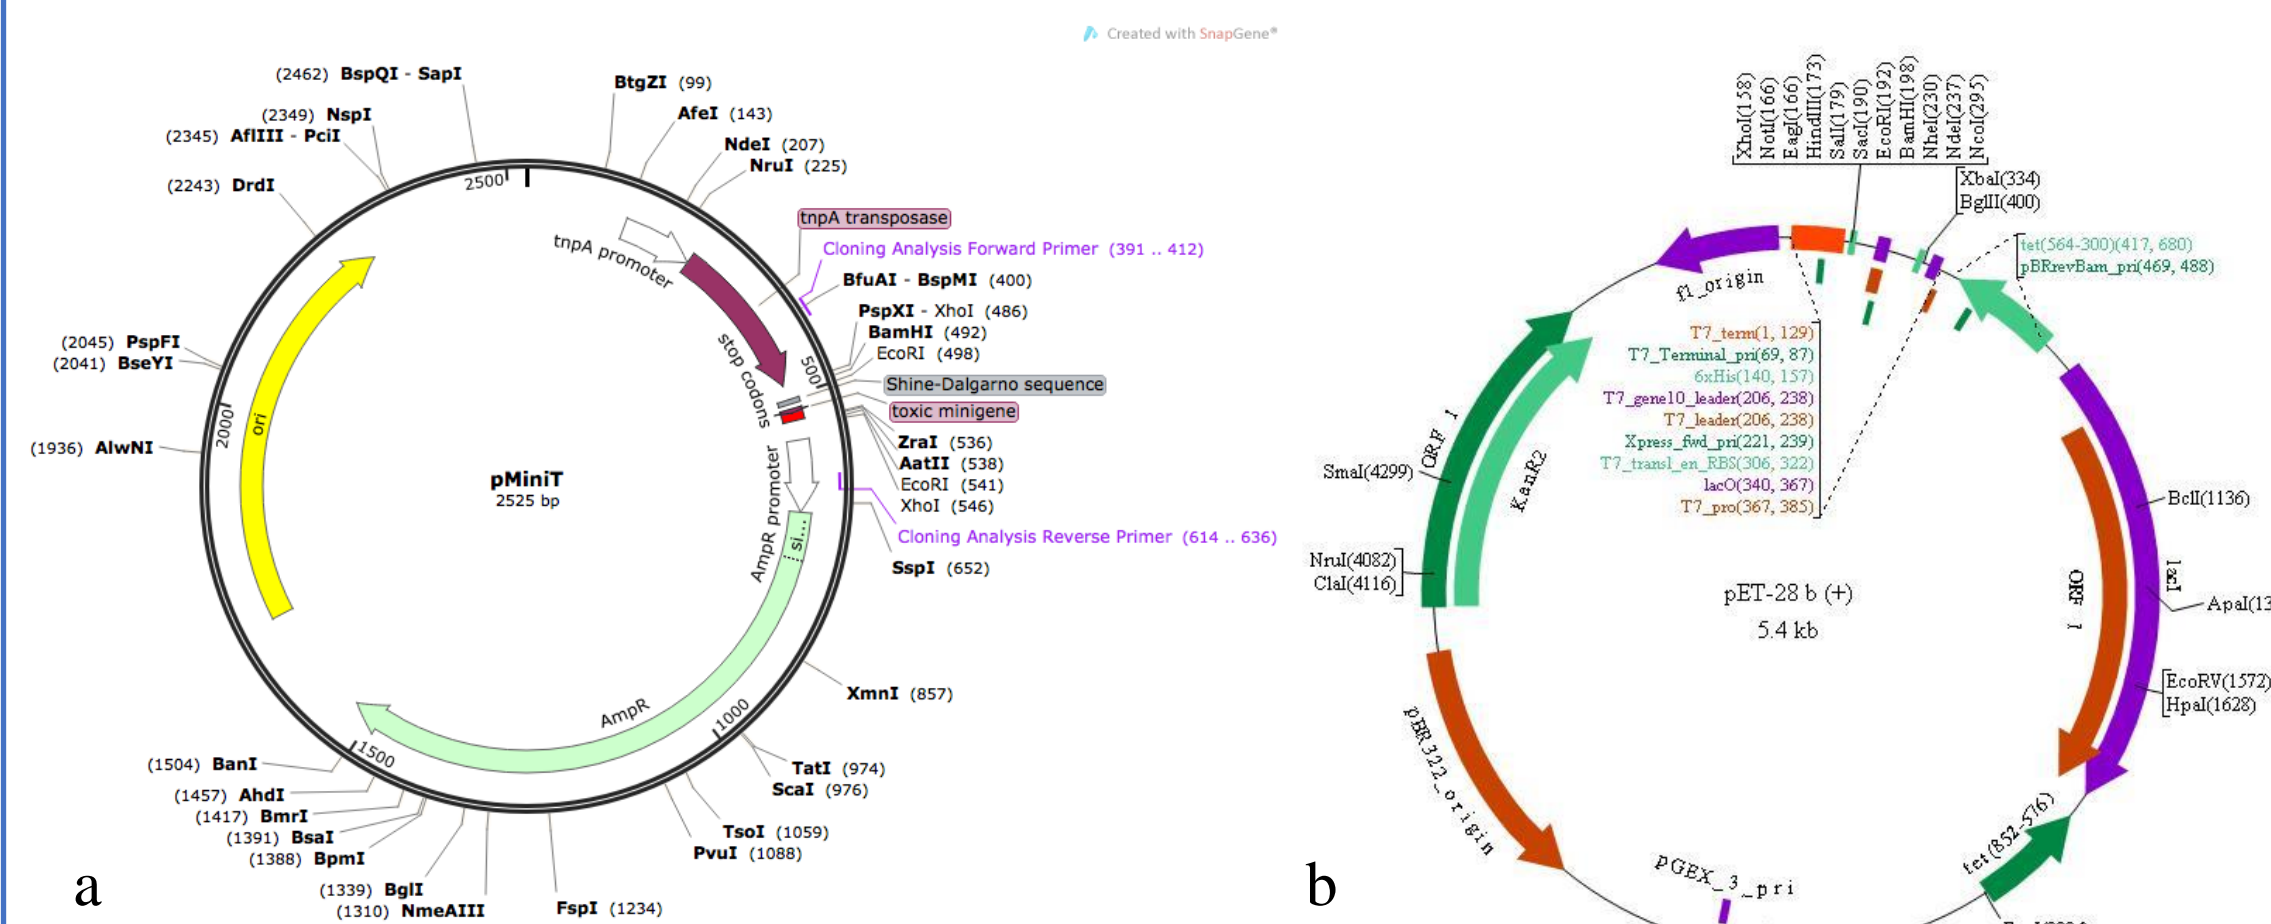 Created with SnapGene®
(2462) BspQI - SapI
(2349) NspI
(2345) AflIII - PciI
(2243) DrdI
(2045) PspFI
(2041) BseYI
(1936) AlwNI
(1504) BanI
(1457) AhdI
(1417) BmrI
(1391) BsaI
(1388) BpmI
(1339) BglI
(1310) NmeAIII
FspI (1234)
BtgZI (99)
AfeI (143)
NdeI (207)
NruI (225)
tnpA transposase
Cloning Analysis Forward Primer (391 .. 412)
BfuAI - BspMI (400)
PspXI - XhoI (486)
BamHI (492)
EcoRI (498)
Shine-Dalgarno sequence
toxic minigene
ZraI (536)
AatII (538)
EcoRI (541)
XhoI (546)
Cloning Analysis Reverse Primer (614 .. 636)
SspI (652)
XmnI (857)
TatI (974)
ScaI (976)
TsoI (1059)
PvuI (1088)
2500
500
1000
1500
2000
tnpA promoter
stop codons
AmpR promoter
si...
AmpR
ori
pMiniT
2525 bp
a
XhoI(158)
NotI(166)
EagI(166)
HindIII(173)
SalI(179)
SacI(190)
EcoRI(192)
BamHI(198)
NheI(230)
NdeI(237)
NcoI(295)
XbaI(334)
BglII(400)
tet(564-300)(417, 680)
pBRrevBam_pri(469, 488)
f1_origin
T7_term(1, 129)
T7_Terminal_pri(69, 87)
6xHis(140, 157)
T7_gene10_leader(206, 238)
T7_leader(206, 238)
Xpress_fwd_pri(221, 239)
T7_transl_en_RBS(306, 322)
lacO(340, 367)
T7_pro(367, 385)
ORF 1
KanR2
SmaI(4299)
NruI(4082)
ClaI(4116)
pET-28 b (+)
5.4 kb
BclI(1136)
lacI
ORF 1
ApaI(13
EcoRV(1572)
HpaI(1628)
pBR322_origin
tet(852-576)
pGEX_3_pri
b